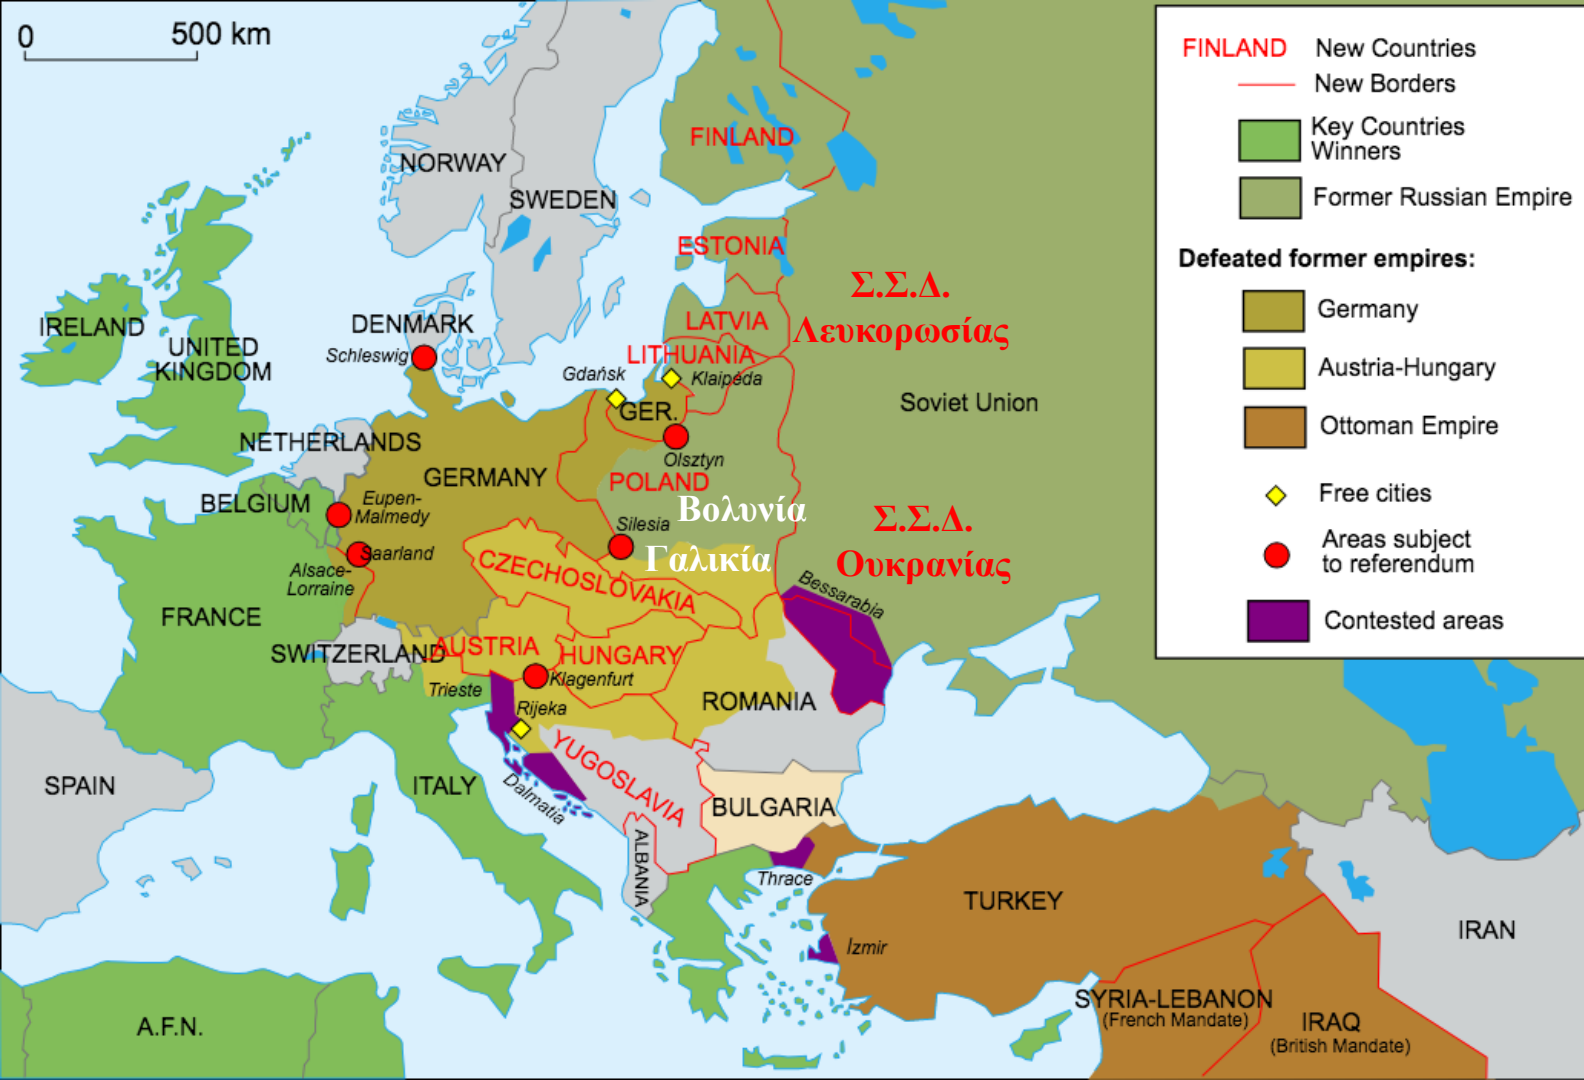 0 500 km
NORWAY
SWEDEN
FINLAND
ESTONIA
Σ.Σ.Δ.
Λευκορωσίας
LATVIA
LITHUANIA
Klaipėda
IRELAND
UNITED
KINGDOM
DENMARK
Schleswig
Gdańsk
GER.
Olsztyn
Soviet Union
NETHERLANDS
GERMANY
POLAND
BELGIUM
Eupen-
Malmedy
Silesia
Βολυνία
Γαλικία
Σ.Σ.Δ.
Ουκρανίας
Saarland
Alsace-
Lorraine
CZECHOSLOVAKIA
Bessarabia
FRANCE
SWITZERLAND
AUSTRIA
HUNGARY
Klagenfurt
Trieste
Rijeka
ROMANIA
YUGOSLAVIA
SPAIN
ITALY
Dalmatia
BULGARIA
ALBANIA
Thrace
TURKEY
Izmir
IRAN
A.F.N.
SYRIA-LEBANON
(French Mandate)
IRAQ
(British Mandate)
FINLAND New Countries
New Borders
Key Countries
Winners
Former Russian Empire
Defeated former empires:
Germany
Austria-Hungary
Ottoman Empire
Free cities
Areas subject
to referendum
Contested areas